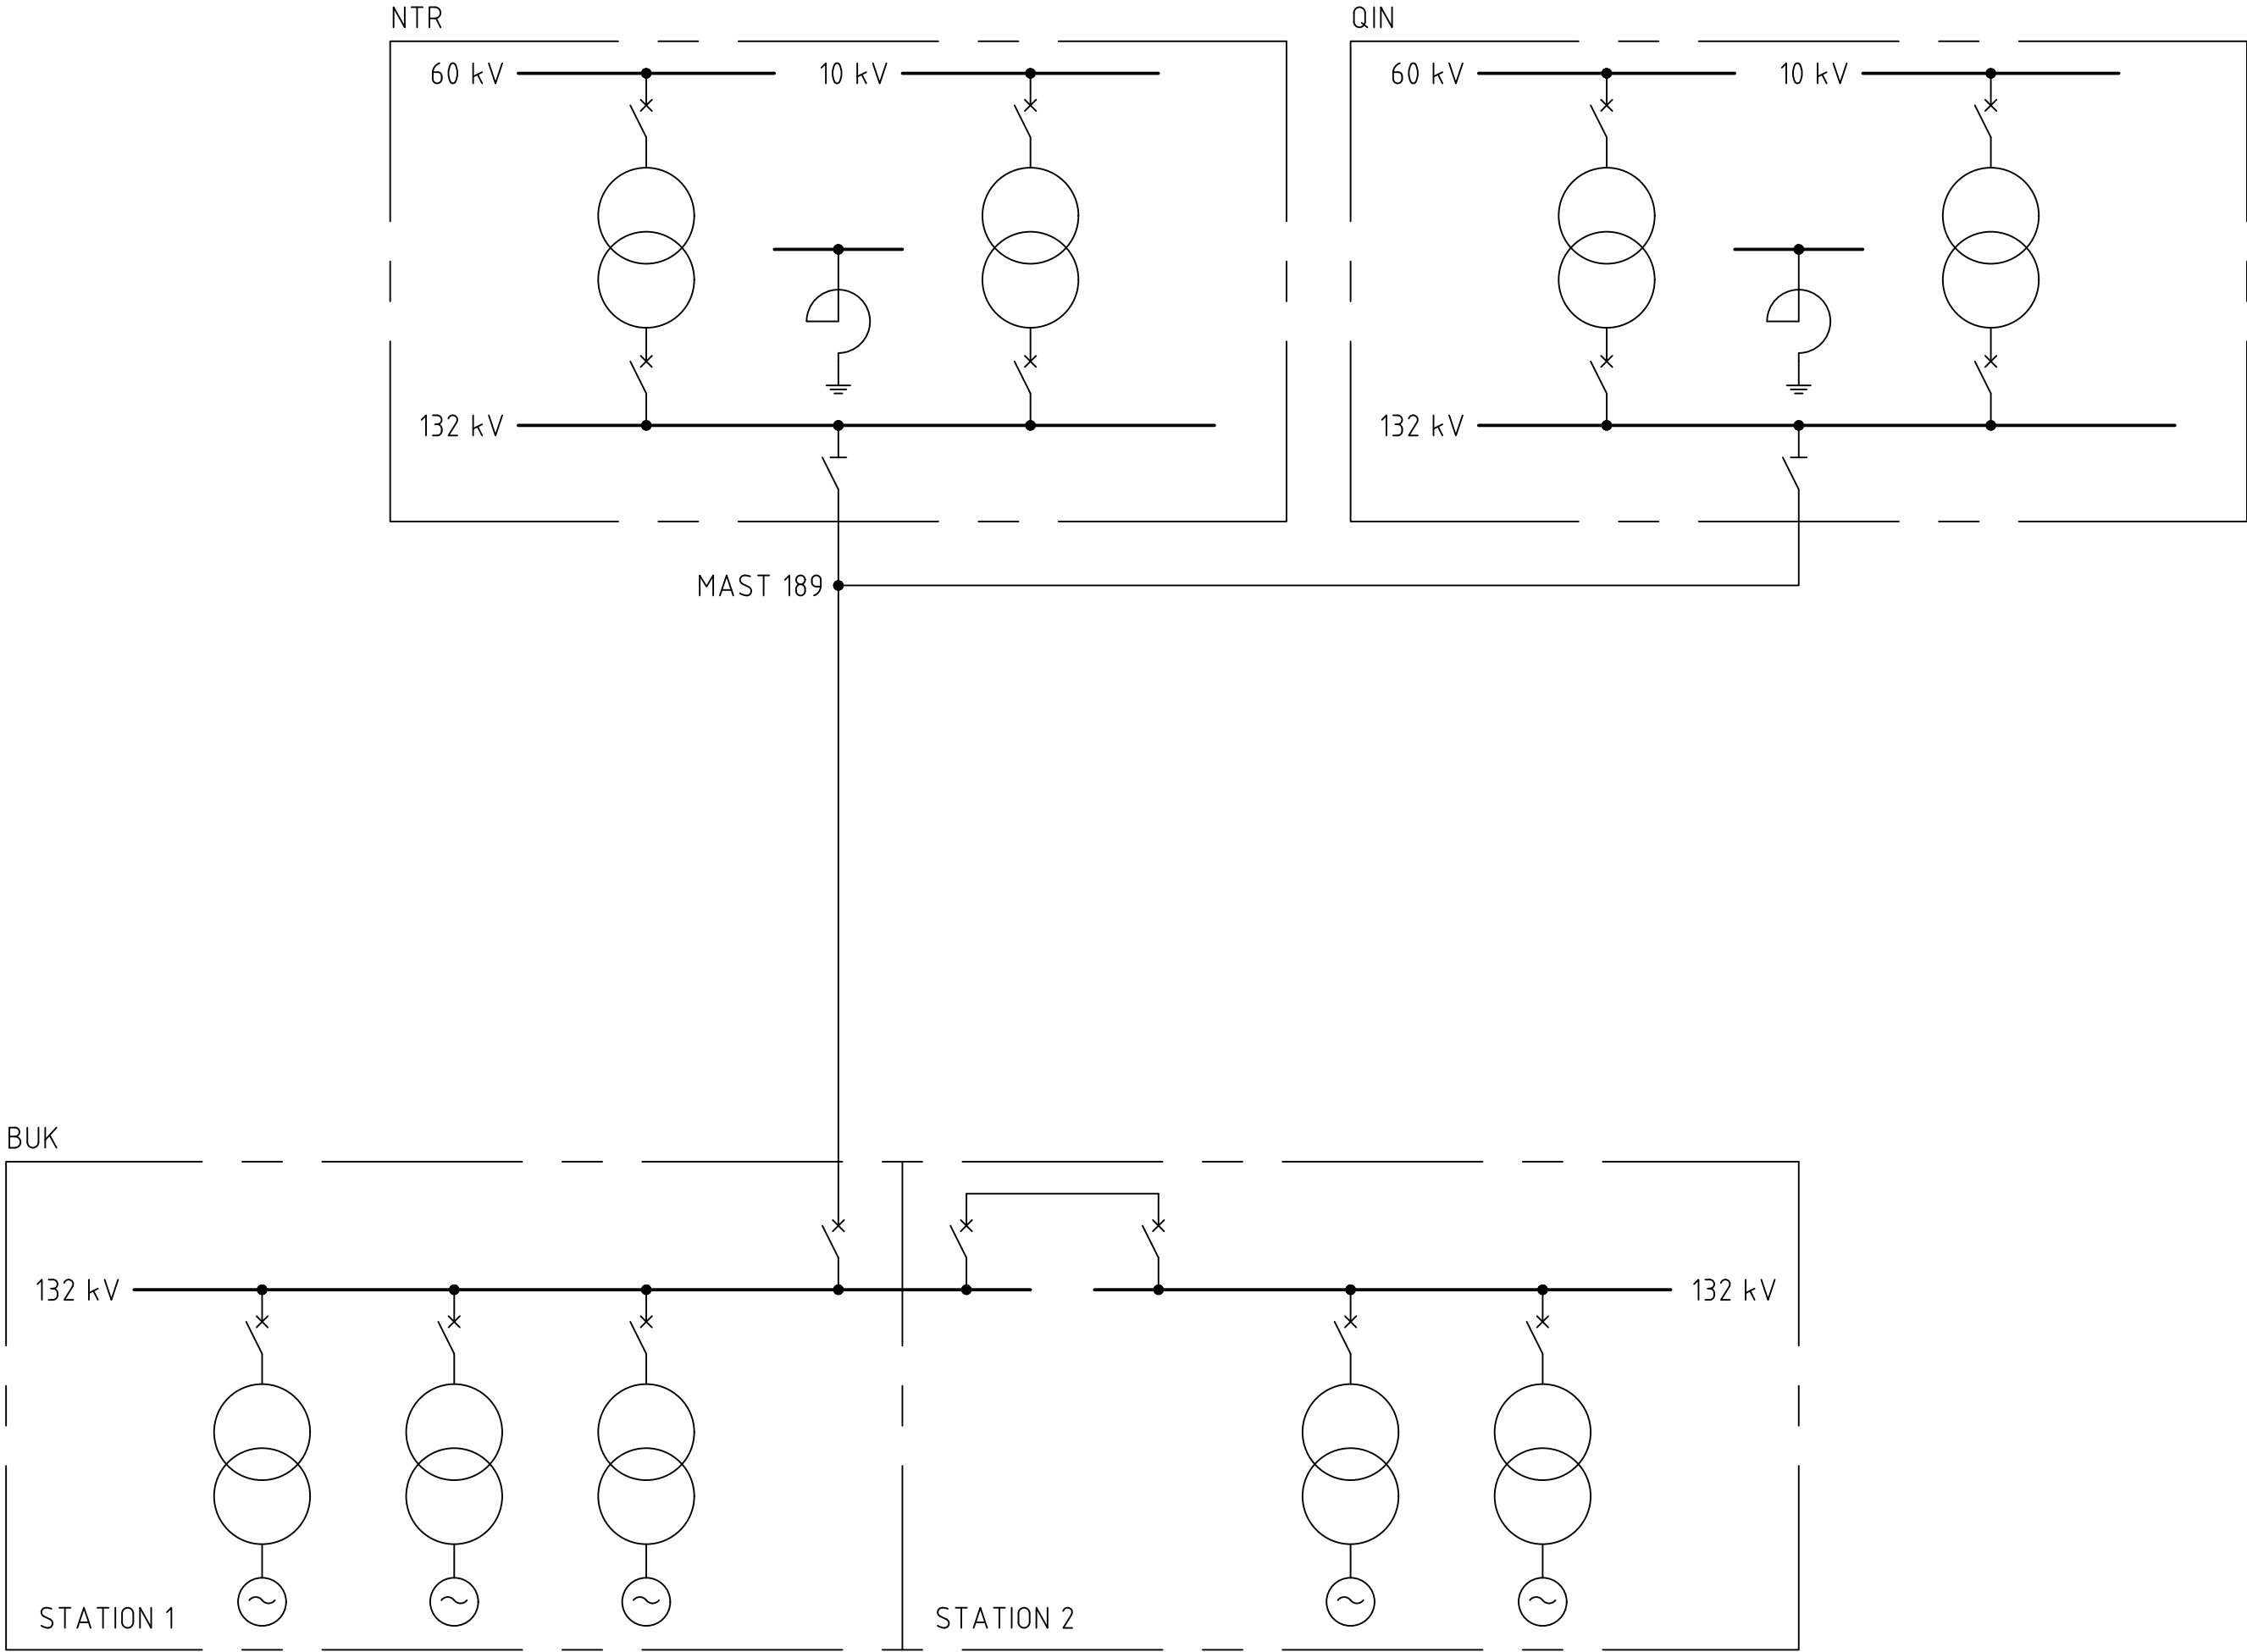 NTR
QIN
60 kV
10 kV
60 kV
10 kV
132 kV
132 kV
MAST 189
BUK
132 kV
132 kV
STATION 1
STATION 2